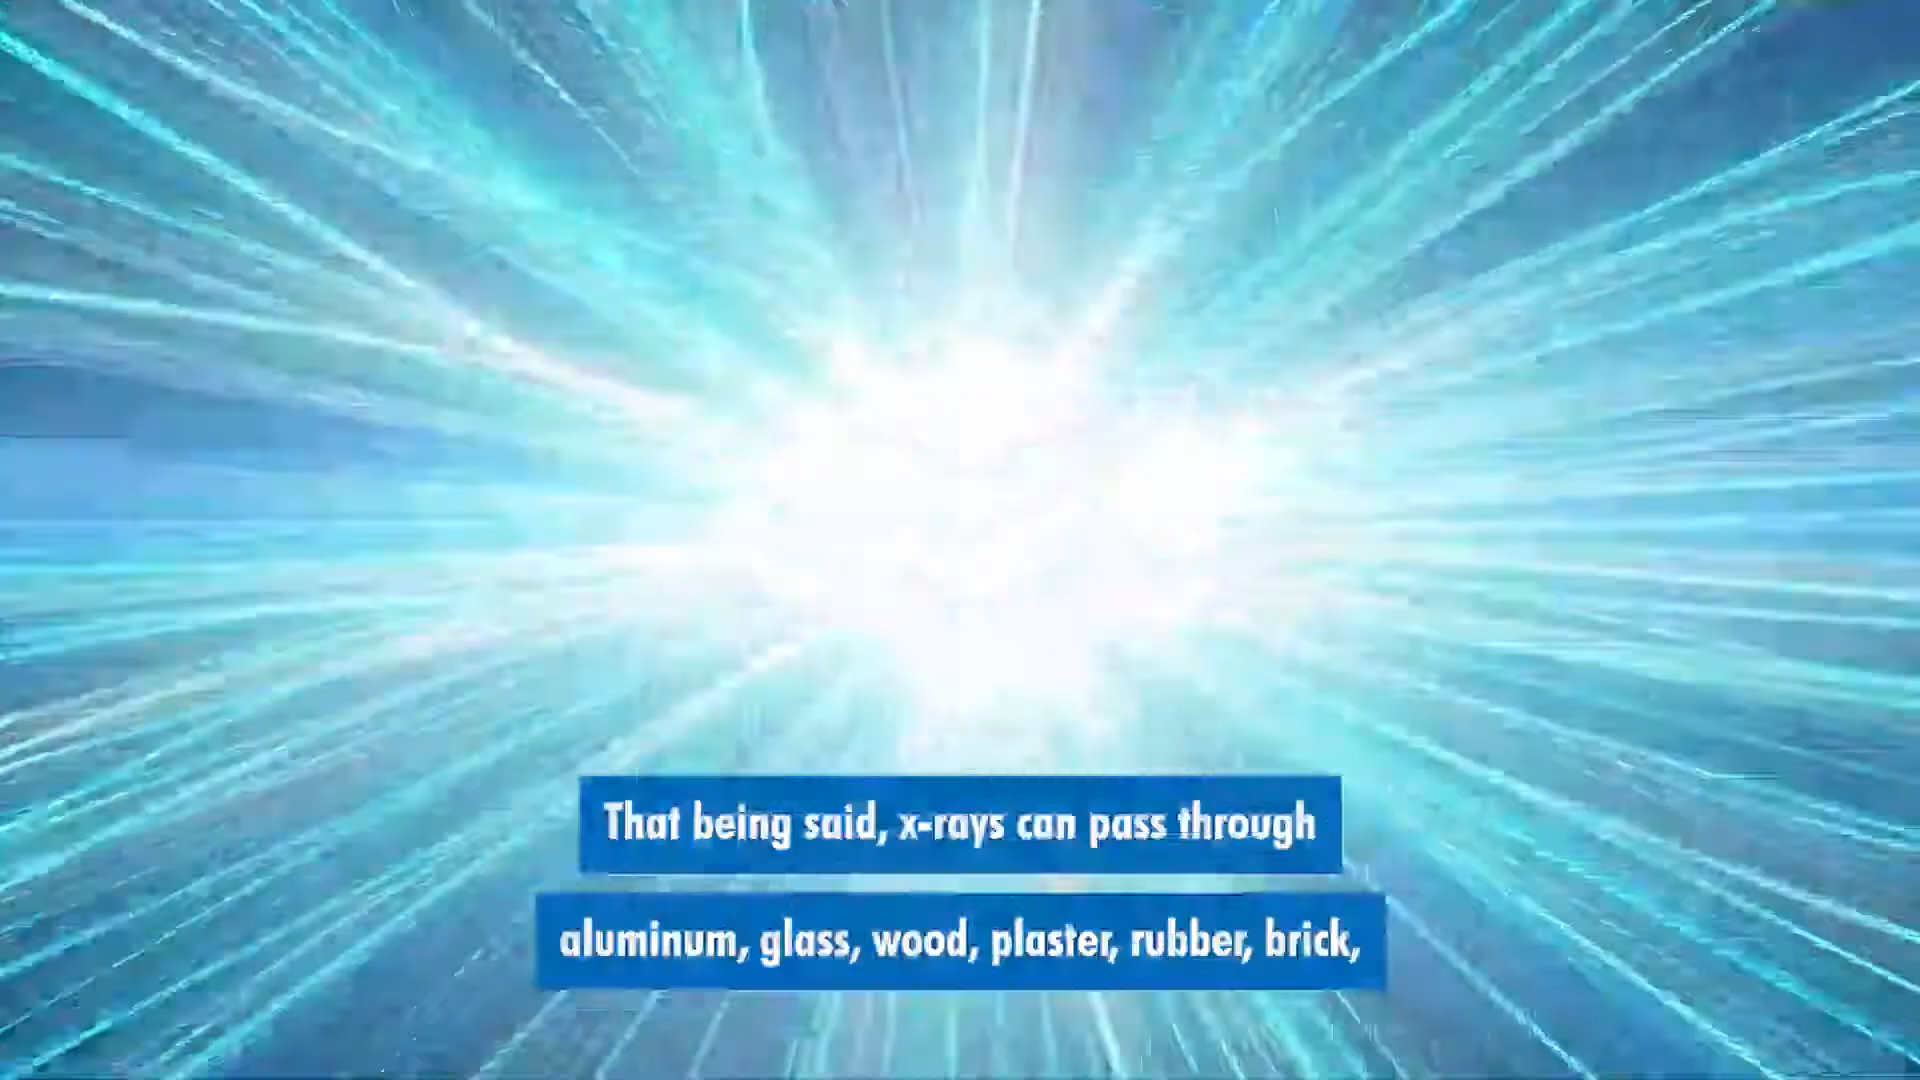 That being said, x-rays can pass through
aluminum, glass, wood, plaster, rubber, brick,